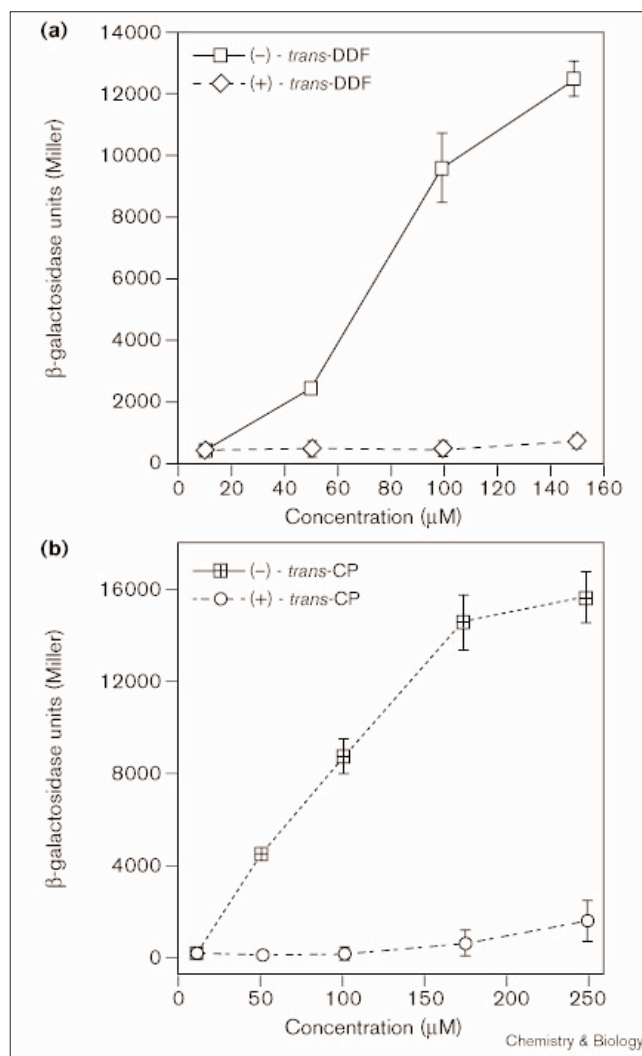 (a)
14000
12000
10000
8000
6000
4000
2000
0
β-galactosidase units (Miller)
(–) - trans-DDF
(+) - trans-DDF
0 20 40 60 80 100 120 140 160
Concentration (µM)
(b)
16000
12000
8000
4000
0
β-galactosidase units (Miller)
(–) - trans-CP
(+) - trans-CP
0 50 100 150 200 250
Concentration (µM)
Chemistry & Biology